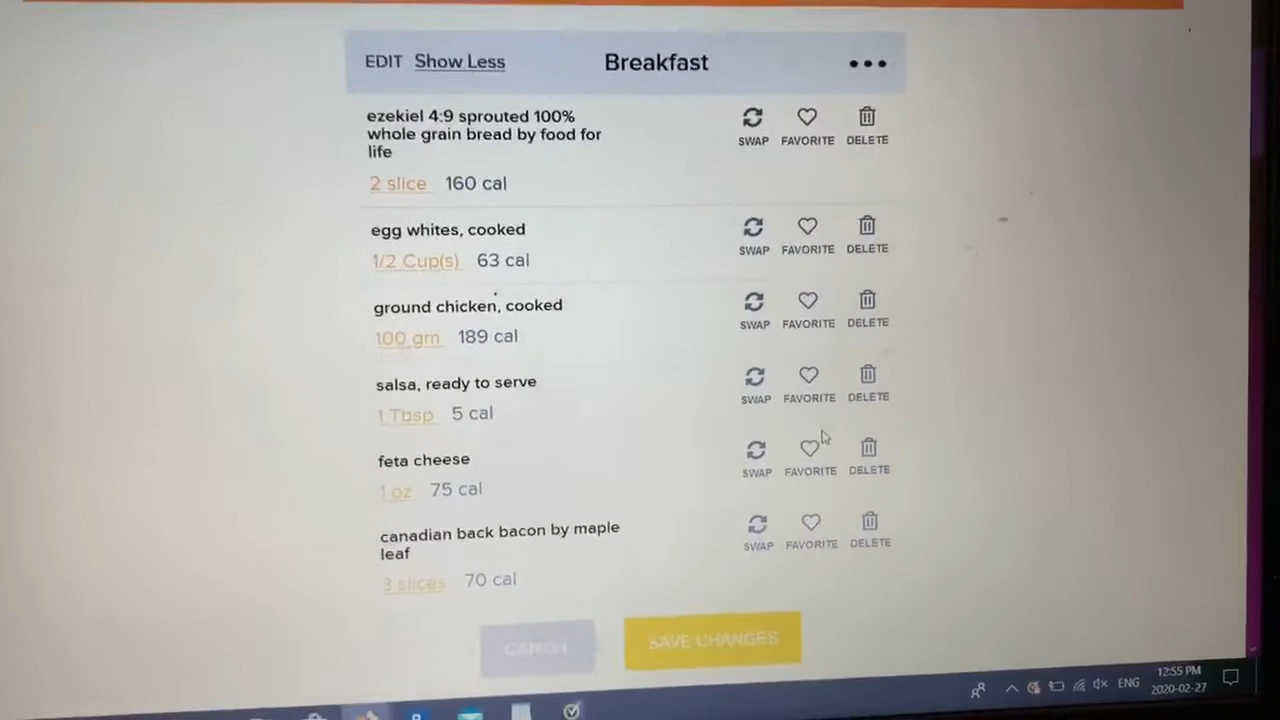 EDIT Show Less Breakfast
ezekiel 4:9 sprouted 100%
whole grain bread by food for
life
2 slice 160 cal
SWAP FAVORITE DELETE
egg whites, cooked
1/2 Cup(s) 63 cal
SWAP FAVORITE DELETE
ground chicken, cooked
100 gm 189 cal
SWAP FAVORITE DELETE
salsa, ready to serve
1 Tbsp 5 cal
SWAP FAVORITE DELETE
feta cheese
1 oz 75 cal
SWAP FAVORITE DELETE
canadian back bacon by maple
leaf
3 slices 70 cal
SWAP FAVORITE DELETE
CANCEL SAVE CHANGES
ENG
12:55 PM
2020-02-27